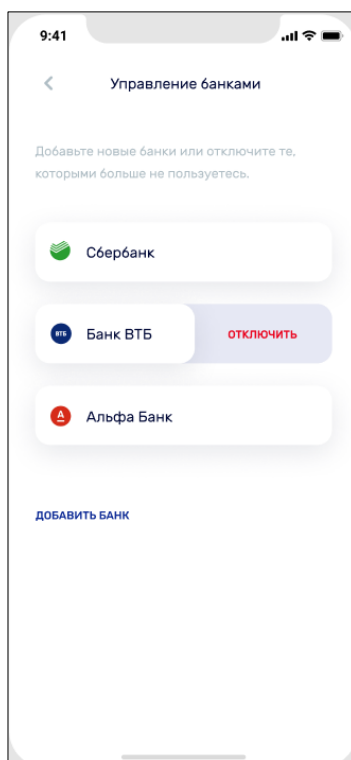 9:41
Управление банками
Добавьте новые банки или отключите те,
которыми больше не пользуетесь.
Сбербанк
ВТБ Банк ВТБ ОТКЛЮЧИТЬ
А Альфа Банк
ДОБАВИТЬ БАНК